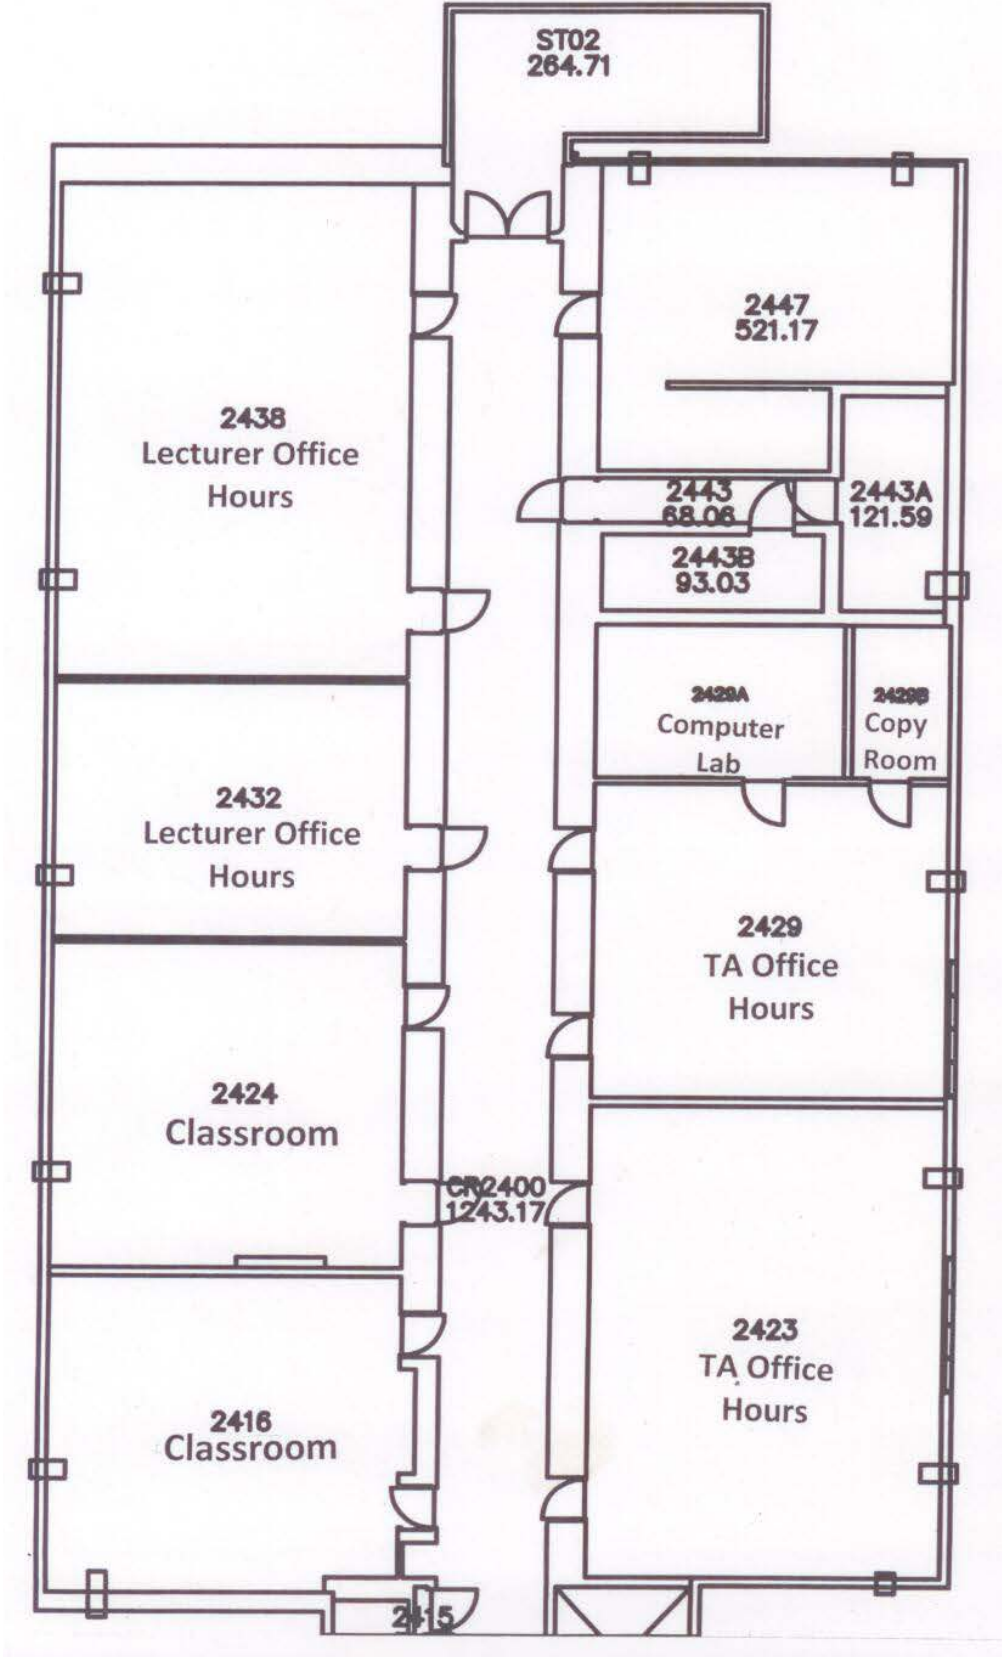 ST02
264.71
2447
521.17
2438
Lecturer Office
Hours
2443
68.06
2443A
121.59
2443B
93.03
2429A
Computer
Lab
2429B
Copy
Room
2432
Lecturer Office
Hours
2429
TA Office
Hours
2424
Classroom
CR2400
1243.17
2423
TA Office
Hours
2416
Classroom
2415